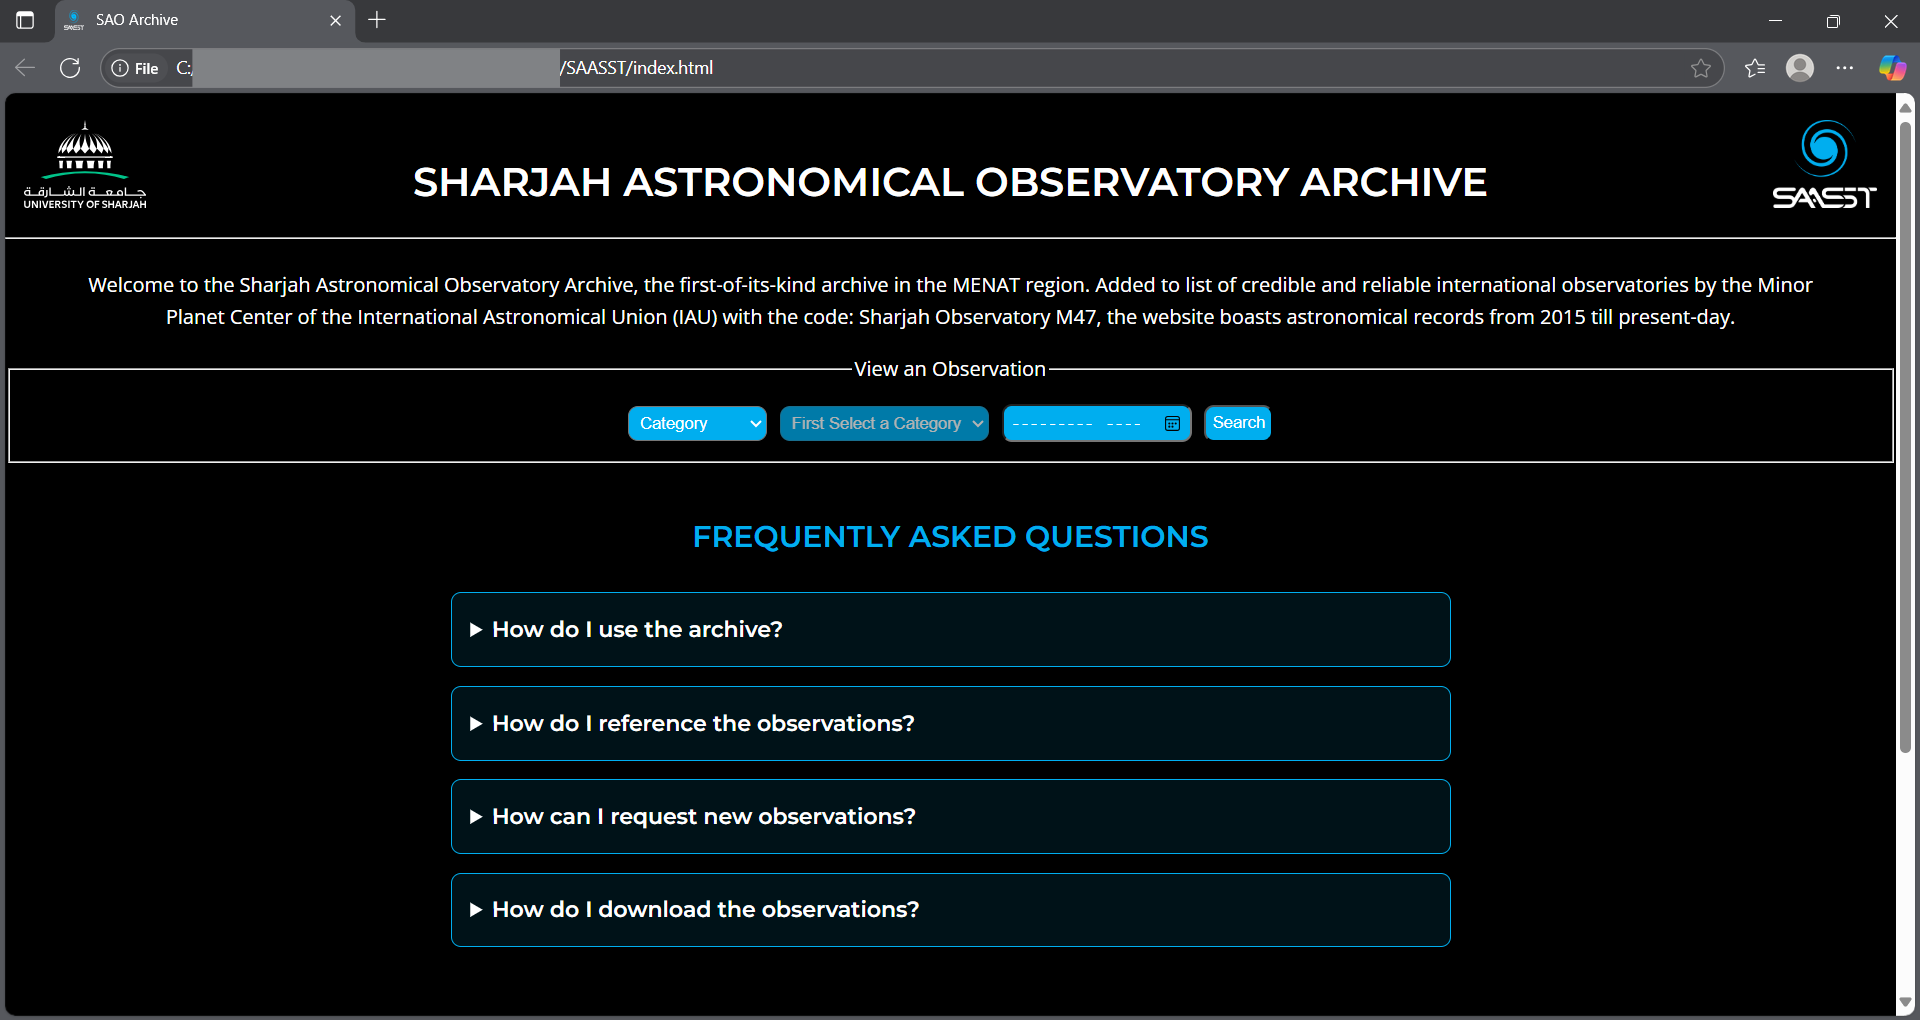 SAO Archive
File C:/
/SAASST/index.html
جامعة الشارقة
UNIVERSITY OF SHARJAH
SHARJAH ASTRONOMICAL OBSERVATORY ARCHIVE
SAASST
Welcome to the Sharjah Astronomical Observatory Archive, the first-of-its-kind archive in the MENAT region. Added to list of credible and reliable international observatories by the Minor
Planet Center of the International Astronomical Union (IAU) with the code: Sharjah Observatory M47, the website boasts astronomical records from 2015 till present-day.
View an Observation
Category
First Select a Category
--------- ----
Search
FREQUENTLY ASKED QUESTIONS
How do I use the archive?
How do I reference the observations?
How can I request new observations?
How do I download the observations?